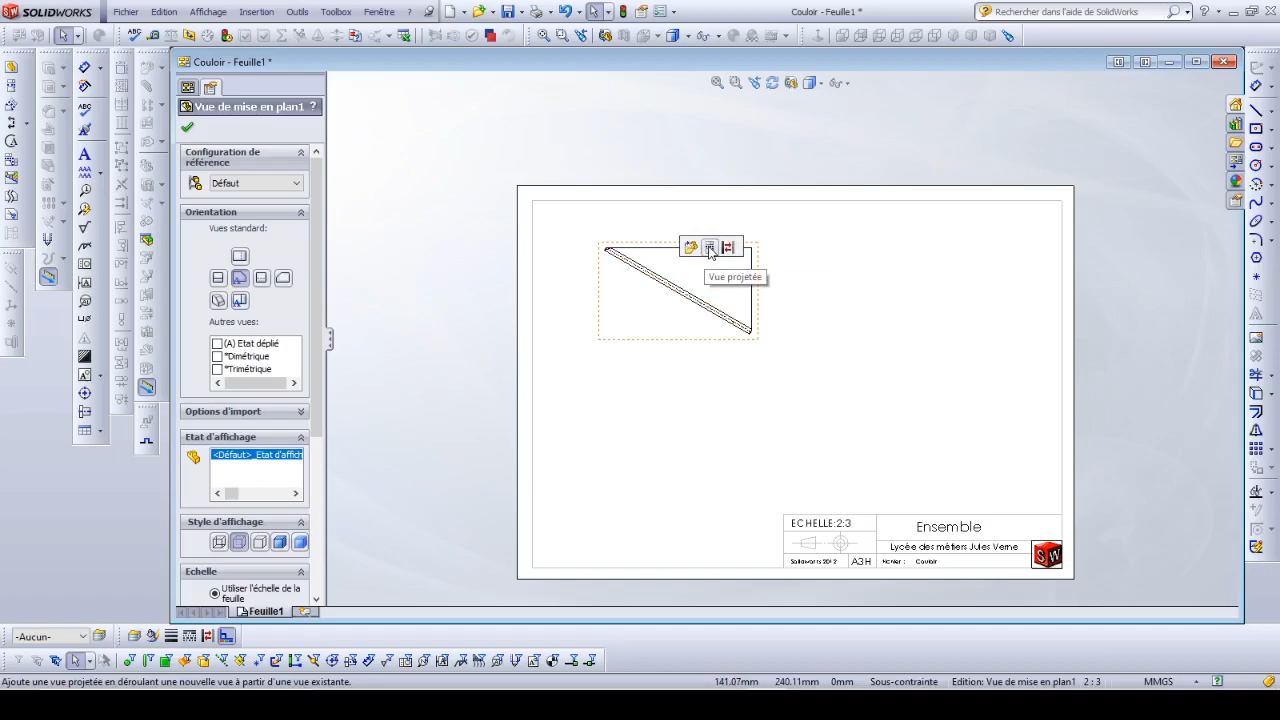 SOLIDWORKS
Fichier Edition Affichage Insertion Outils Toolbox Fenêtre ?
Couloir - Feuille1 *
Rechercher dans l'aide de SolidWorks
Couloir - Feuille1 *
Vue de mise en plan1 ?
Configuration de
référence
Défaut
Orientation
Vues standard:
Autres vues:
(A) Etat déplié
*Dimétrique
*Trimétrique
Options d'import
Etat d'affichage
<Défaut>_Etat d'affich
Style d'affichage
Echelle
Utiliser l'échelle de la
feuille
Feuille1
Vue projetée
ECHELLE:2:3
Ensemble
Lycée des métiers Jules Verne
Solidworks 2012
A3H
Couloir
-Aucun-
Ajoute une vue projetée en déroulant une nouvelle vue à partir d'une vue existante.
141.07mm 240.11mm 0mm Sous-contrainte Edition: Vue de mise en plan1 2 : 3 MMGS